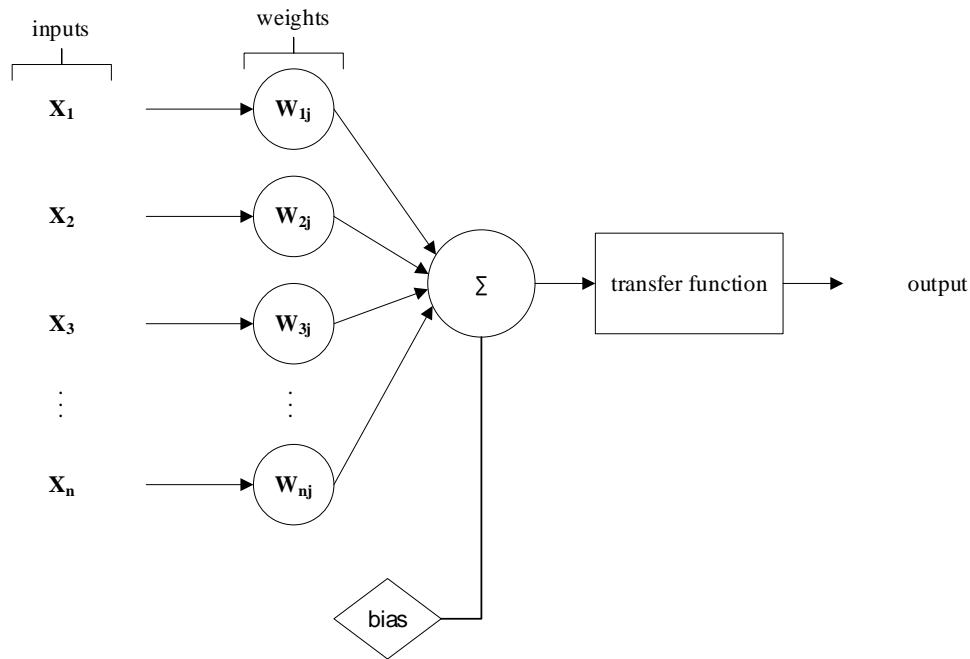 inputs
weights
X₁
W₁ⱼ
X₂
W₂ⱼ
Σ
transfer function
output
X₃
W₃ⱼ
⋮
⋮
Xₙ
Wₙⱼ
bias